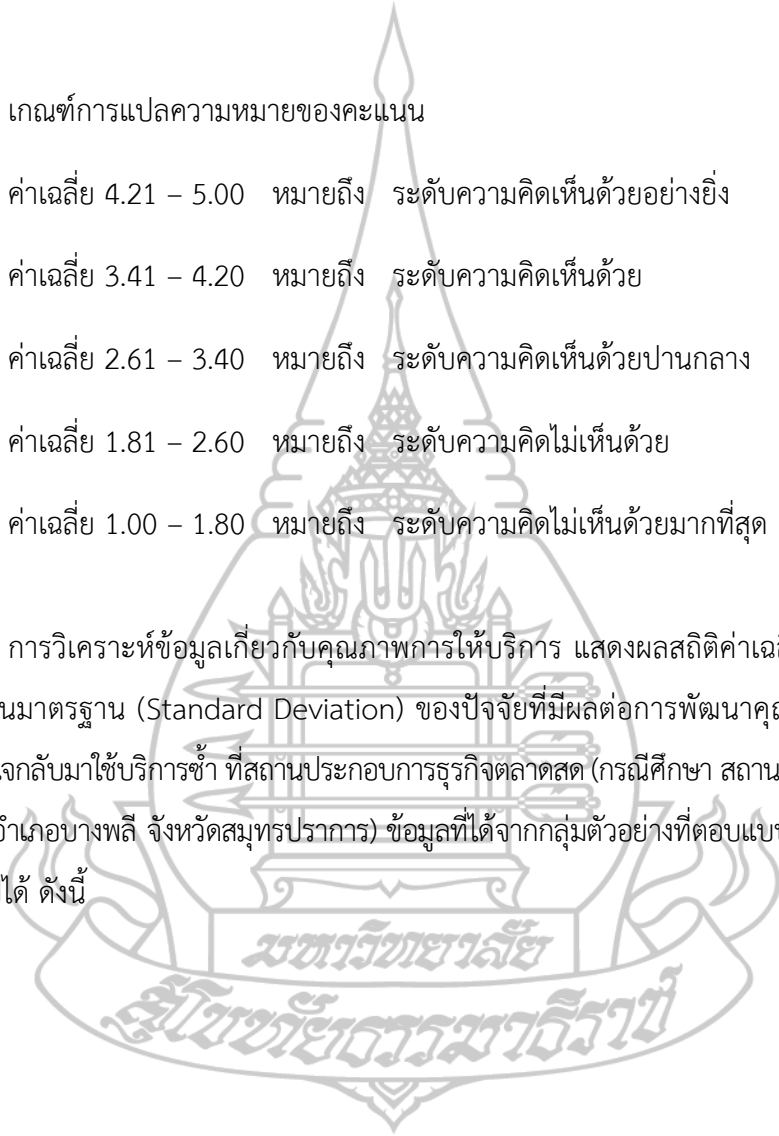 เกณฑ์การแปลความหมายของคะแนน
ค่าเฉลี่ย 4.21 – 5.00 หมายถึง ระดับความคิดเห็นด้วยอย่างยิ่ง
ค่าเฉลี่ย 3.41 – 4.20 หมายถึง ระดับความคิดเห็นด้วย
ค่าเฉลี่ย 2.61 – 3.40 หมายถึง ระดับความคิดเห็นด้วยปานกลาง
ค่าเฉลี่ย 1.81 – 2.60 หมายถึง ระดับความคิดไม่เห็นด้วย
ค่าเฉลี่ย 1.00 – 1.80 หมายถึง ระดับความคิดไม่เห็นด้วยมากที่สุด
การวิเคราะห์ข้อมูลเกี่ยวกับคุณภาพการให้บริการ แสดงผลสถิติค่าเฉลี่
นมาตรฐาน (Standard Deviation) ของปัจจัยที่มีผลต่อการพัฒนาคุณ
จกลับมาใช้บริการซ้ำ ที่สถานประกอบการธุรกิจตลาดสด (กรณีศึกษา สถาน
อำเภอบางพลี จังหวัดสมุทรปราการ) ข้อมูลที่ได้จากกลุ่มตัวอย่างที่ตอบแบบ
ได้ ดังนี้
มหาวิทยาลัย
สุโขทัยธรรมาธิราช